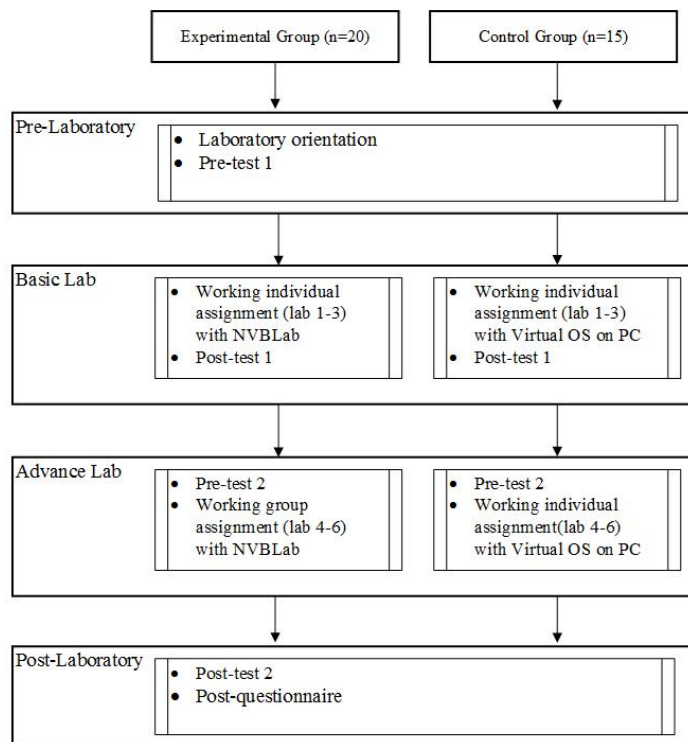 Experimental Group (n=20)
Control Group (n=15)
Pre-Laboratory
Laboratory orientation
Pre-test 1
Basic Lab
Working individual
assignment (lab 1-3)
with NVBLab
Post-test 1
Working individual
assignment (lab 1-3)
with Virtual OS on PC
Post-test 1
Advance Lab
Pre-test 2
Working group
assignment (lab 4-6)
with NVBLab
Pre-test 2
Working individual
assignment(lab 4-6)
with Virtual OS on PC
Post-Laboratory
Post-test 2
Post-questionnaire